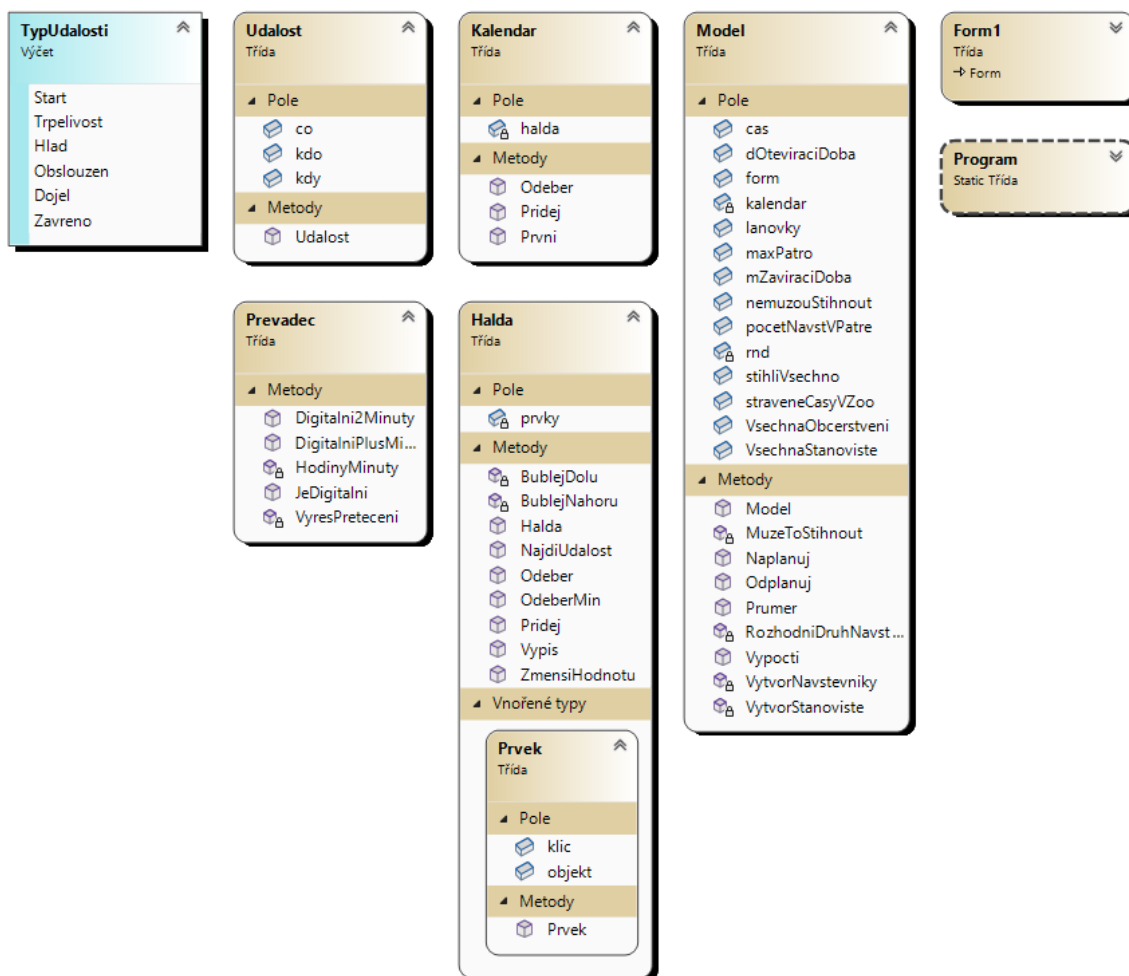 TypUdalosti
Výčet
Start
Trpelivost
Hlad
Obslouzen
Dojel
Zavreno
Udalost
Třída
Pole
co
kdo
kdy
Metody
Udalost
Kalendar
Třída
Pole
halda
Metody
Odeber
Pridej
Prvni
Model
Třída
Pole
cas
dOteviraciDoba
form
kalendar
lanovky
maxPatro
mZaviraciDoba
nemuzouStihnout
pocetNavstVPatre
rnd
stihliVsechno
straveneCasyVZoo
VsechnaObcerstveni
VsechnaStanoviste
Metody
Model
MuzeToStihnout
Naplanuj
Odplanuj
Prumer
RozhodniDruhNavst...
Vypocti
VytvorNavstevniky
VytvorStanoviste
Form1
Třída
Form
Program
Static Třída
Prevadec
Třída
Metody
Digitalni2Minuty
DigitalniPlusMi...
HodinyMinuty
JeDigitalni
VyresPreteceni
Halda
Třída
Pole
prvky
Metody
BublejDolu
BublejNahoru
Halda
NajdiUdalost
Odeber
OdeberMin
Pridej
Vypis
ZmensiHodnotu
Vnořené typy
Prvek
Třída
Pole
klic
objekt
Metody
Prvek